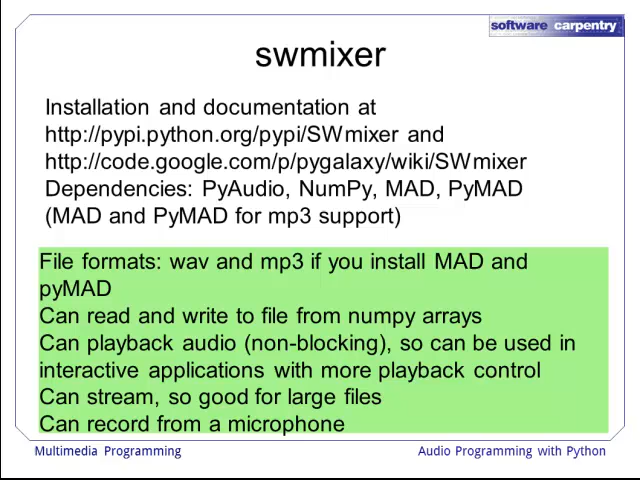 software carpentry
swmixer
Installation and documentation at
http://pypi.python.org/pypi/SWmixer and
http://code.google.com/p/pygalaxy/wiki/SWmixer
Dependencies: PyAudio, NumPy, MAD, PyMAD
(MAD and PyMAD for mp3 support)
File formats: wav and mp3 if you install MAD and
pyMAD
Can read and write to file from numpy arrays
Can playback audio (non-blocking), so can be used in
interactive applications with more playback control
Can stream, so good for large files
Can record from a microphone
Multimedia Programming
Audio Programming with Python